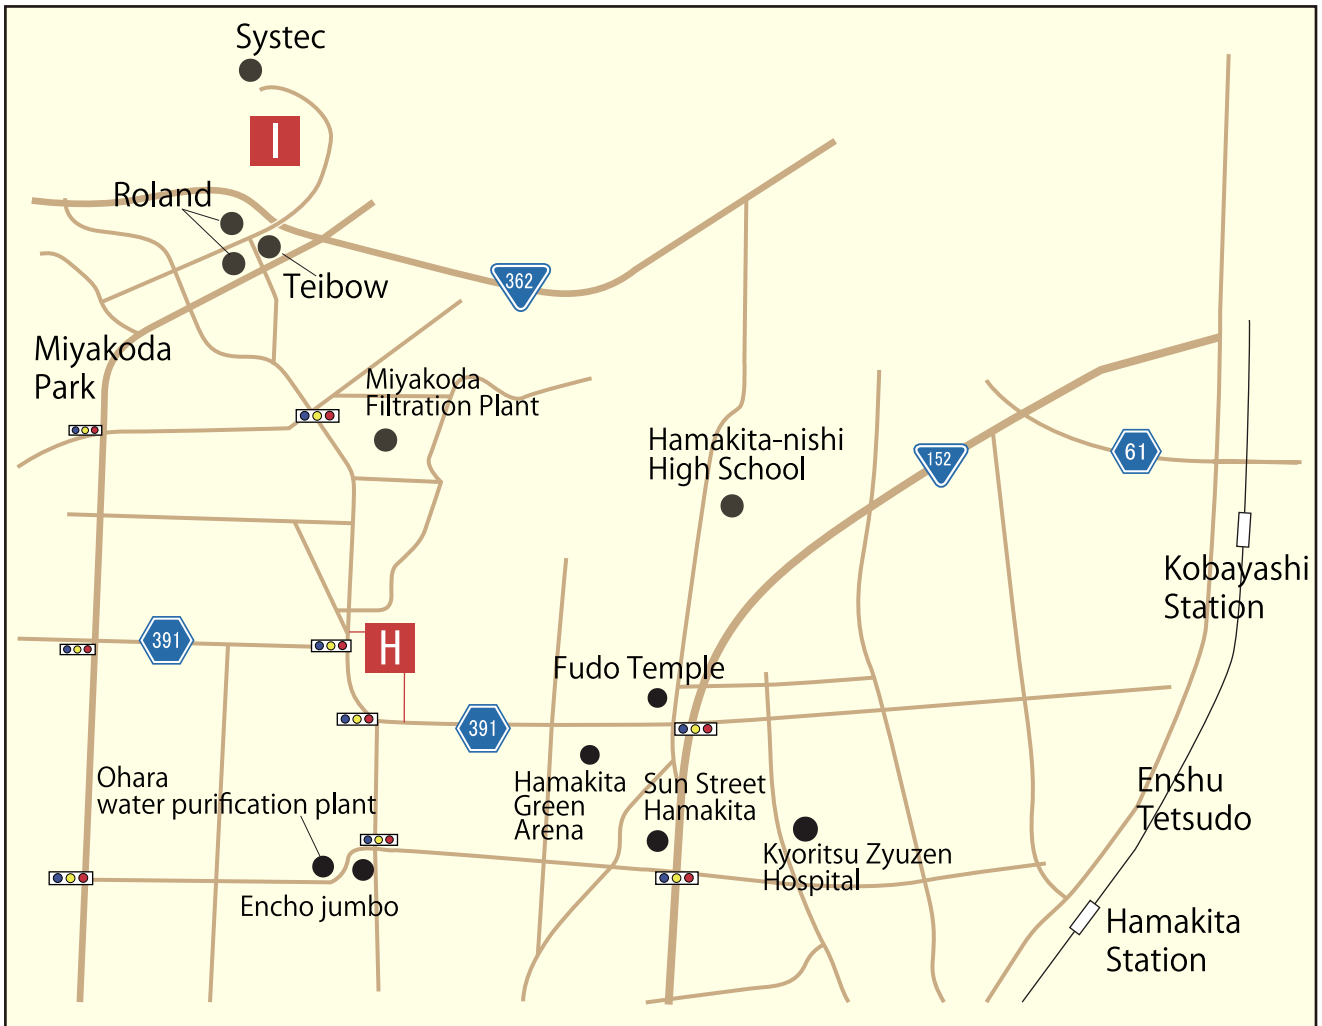 Systec
I
Roland
Teibow
362
Miyakoda
Park
Miyakoda
Filtration Plant
Hamakita-nishi
High School
152
61
Kobayashi
Station
391
H
Fudo Temple
391
Ohara
water purification plant
Hamakita
Green
Arena
Sun Street
Hamakita
Enshu
Tetsudo
Kyoritsu Zyuzen
Hospital
Encho jumbo
Hamakita
Station